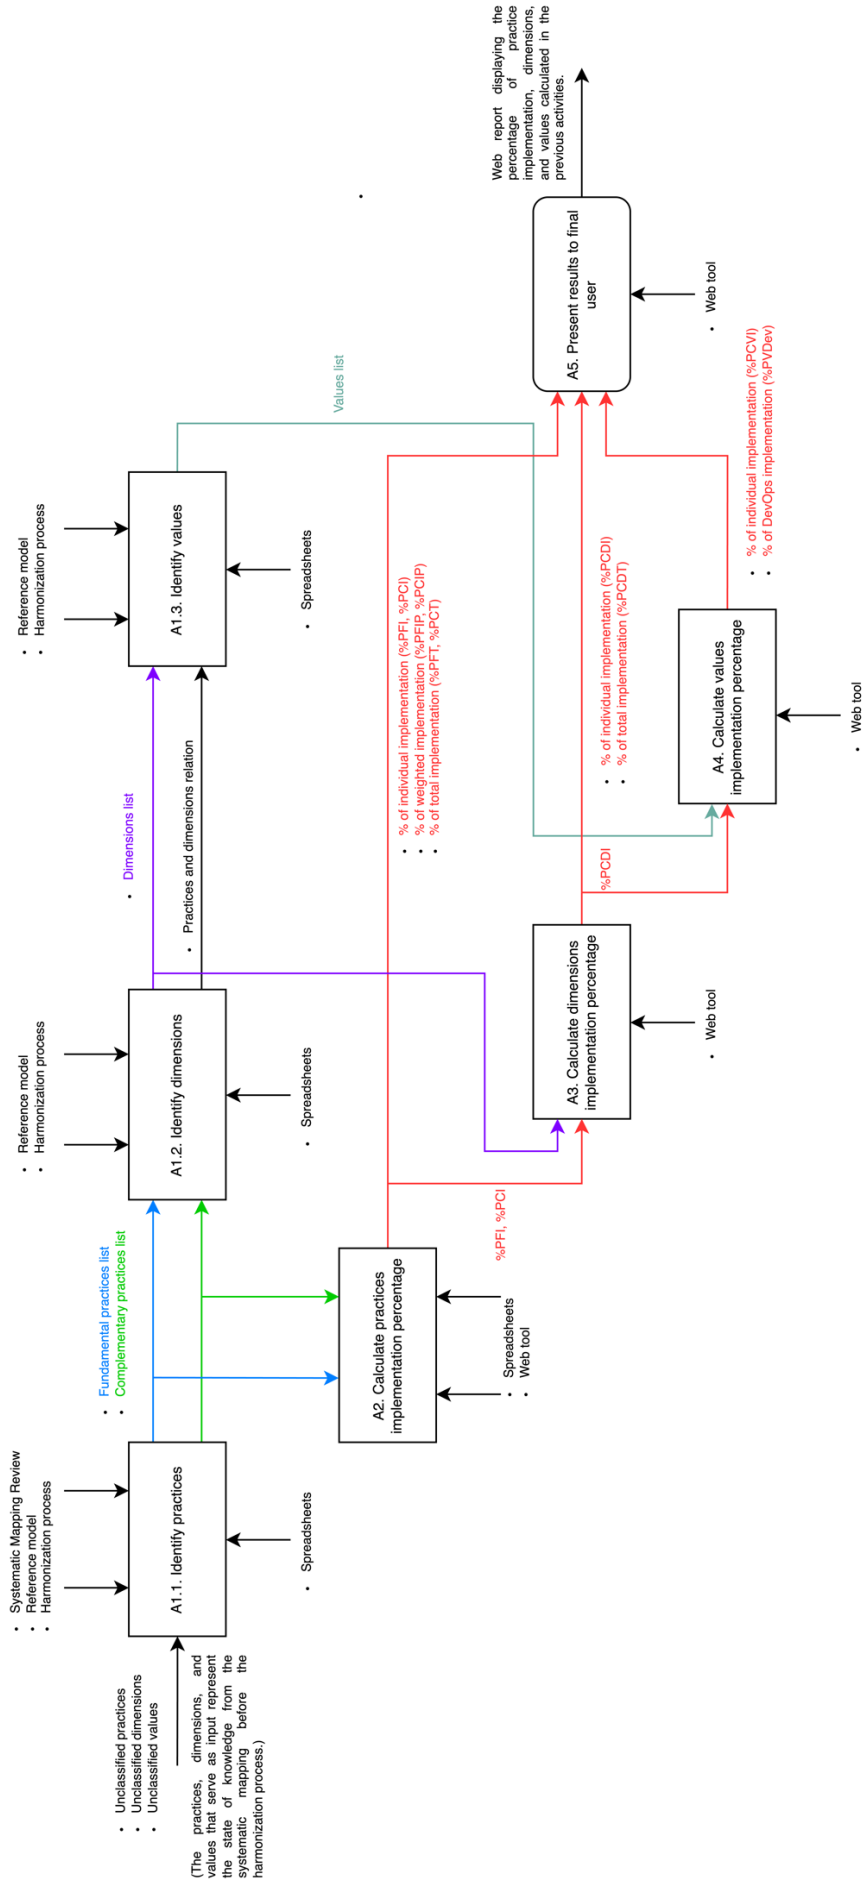 • Unclassified practices
• Unclassified dimensions
• Unclassified values
(The practices, dimensions, and
values that serve as input represent
the state of knowledge from the
systematic mapping before the
harmonization process.)
• Systematic Mapping Review
• Reference model
• Harmonization process
A1.1. Identify practices
• Spreadsheets
• Fundamental practices list
• Complementary practices list
• Reference model
• Harmonization process
A1.2. Identify dimensions
• Spreadsheets
• Dimensions list
• Practices and dimensions relation
• Reference model
• Harmonization process
A1.3. Identify values
• Spreadsheets
Values list
A2. Calculate practices
implementation percentage
• Spreadsheets
• Web tool
%PFI, %PCI
• % of individual implementation (%PFI, %PCI)
• % of weighted implementation (%PFIP, %PCIP)
• % of total implementation (%PFT, %PCT)
A3. Calculate dimensions
implementation percentage
• Web tool
%PCDI
• % of individual implementation (%PCDI)
• % of total implementation (%PCDT)
A4. Calculate values
implementation percentage
• Web tool
• % of individual implementation (%PCVI)
• % of DevOps implementation (%PVDev)
A5. Present results to final
user
• Web tool
Web report displaying the
percentage of practice
implementation, dimensions,
and values calculated in the
previous activities.
•